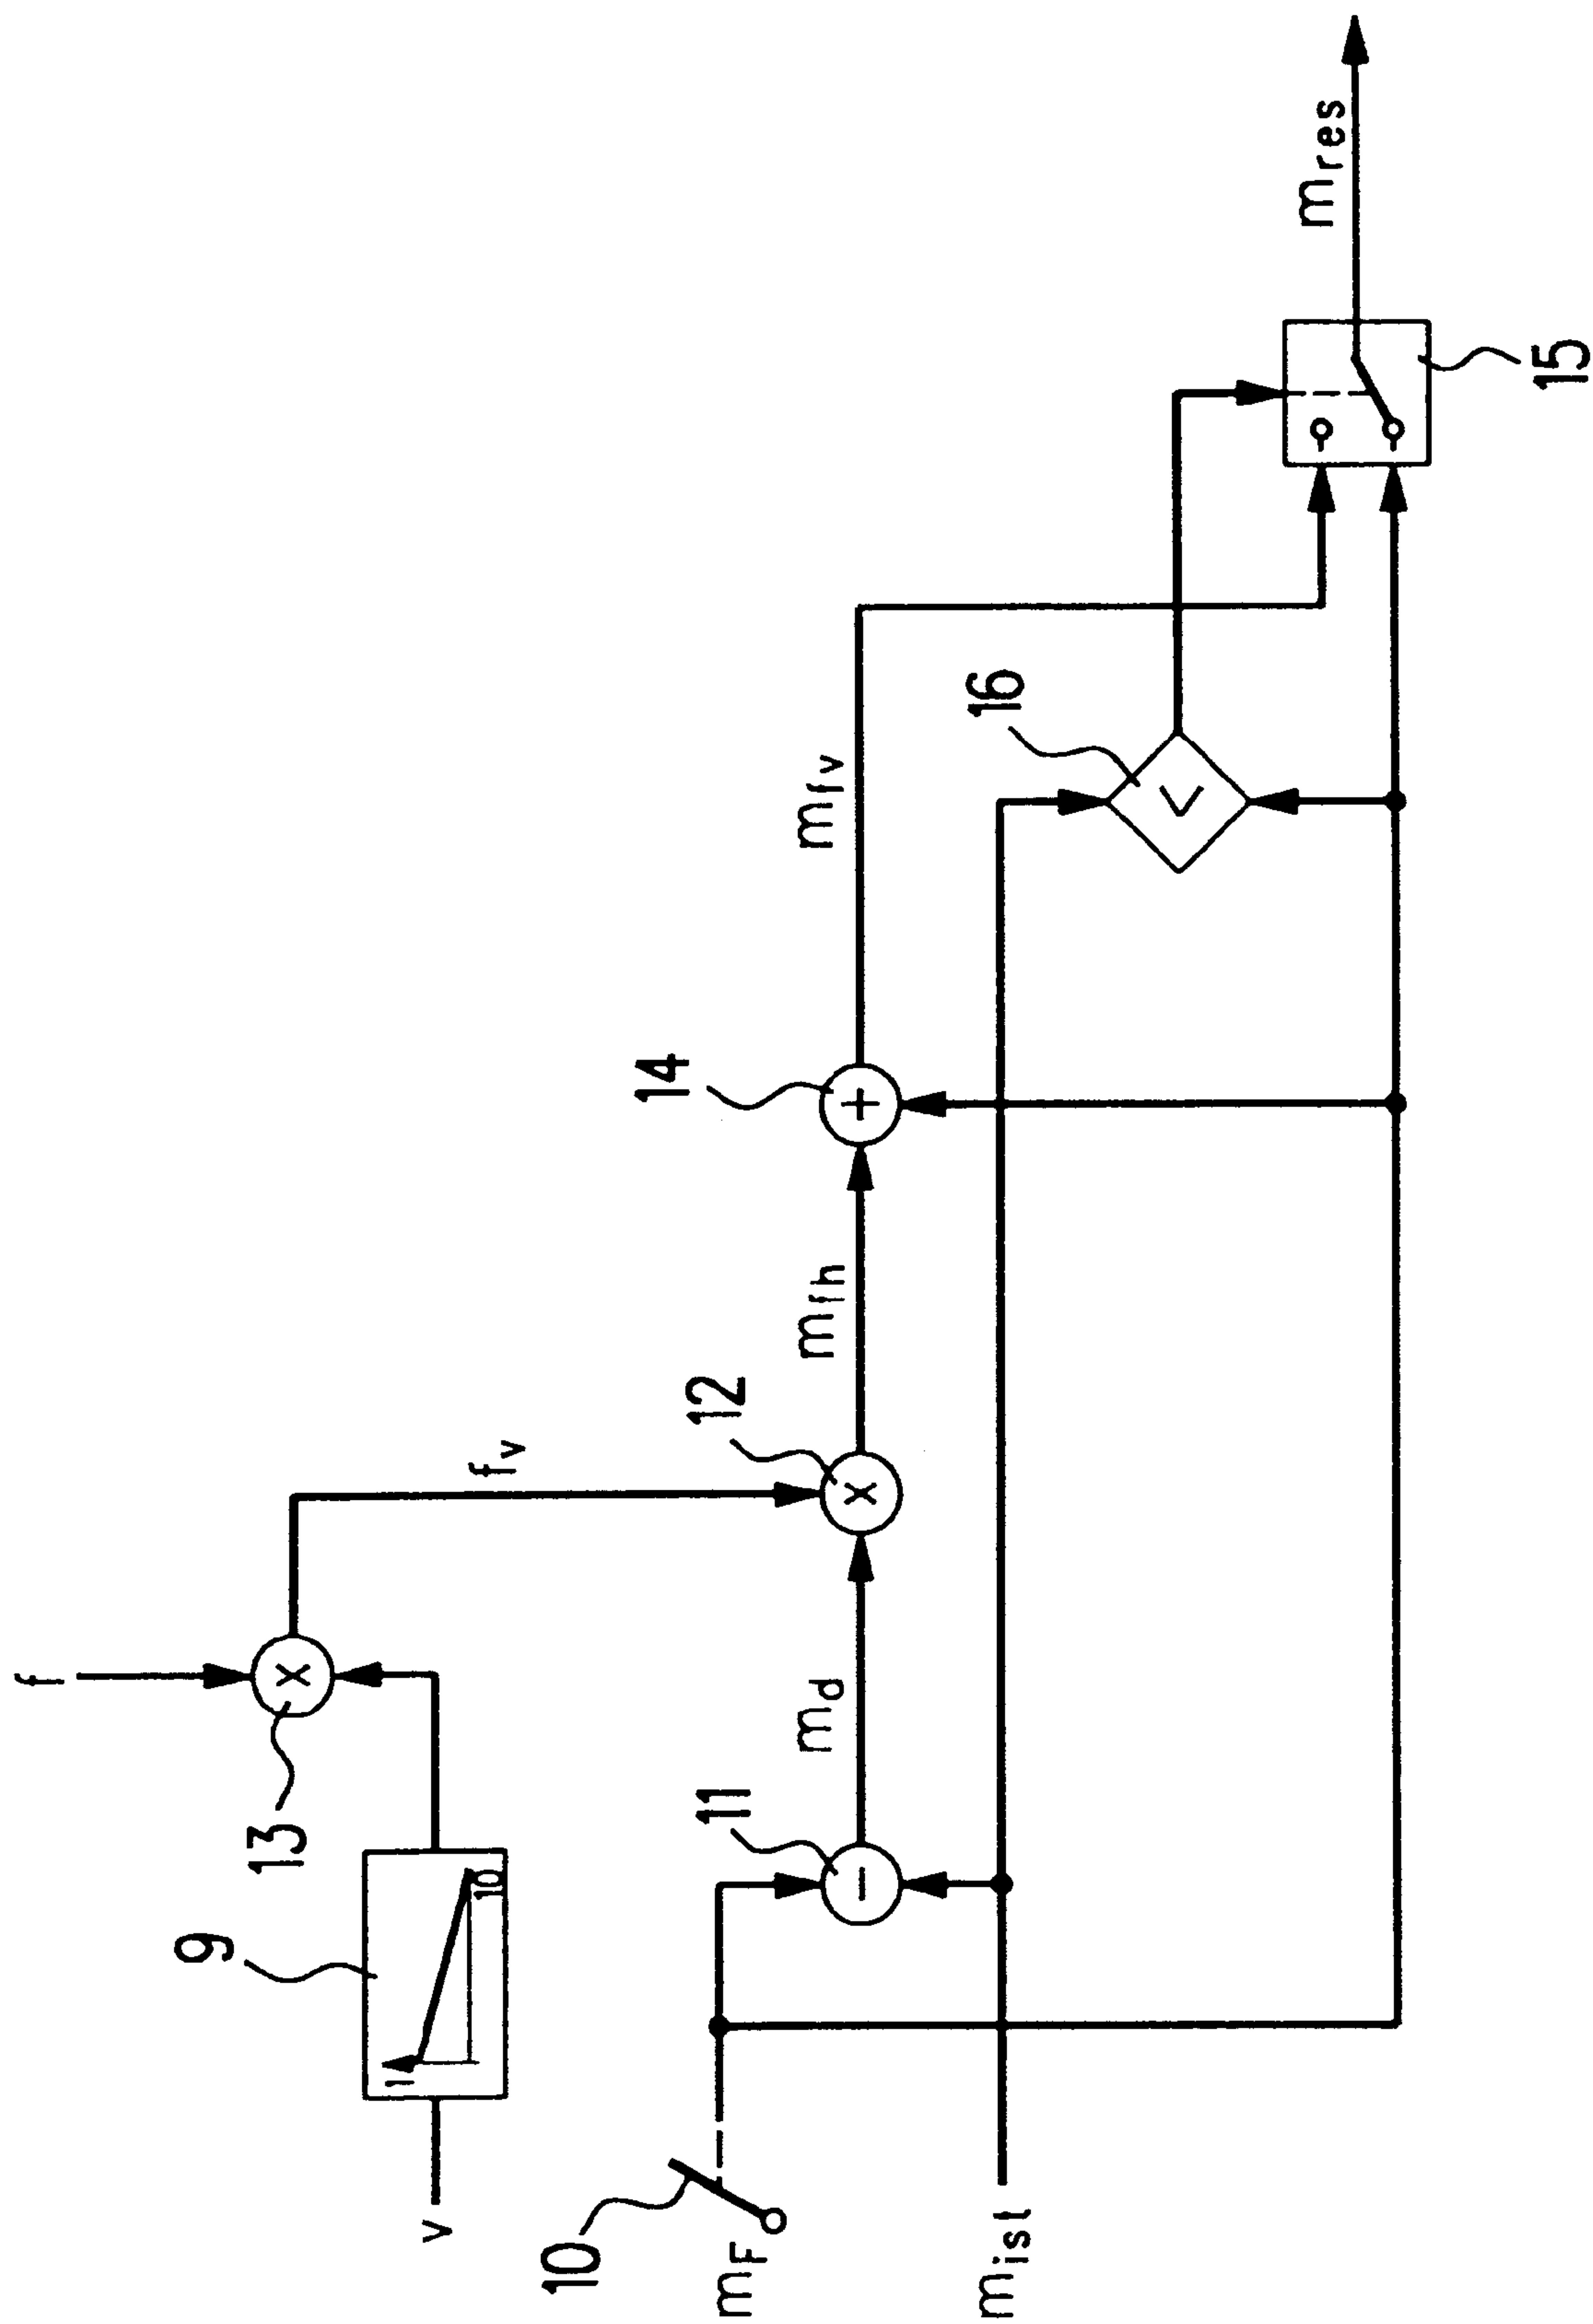 f
13
f_v
9
1
10
v
12
14
16
11
m_d
m_fh
m_fv
10
m_F
m_ist
m_res
15
x
x
−
+
<